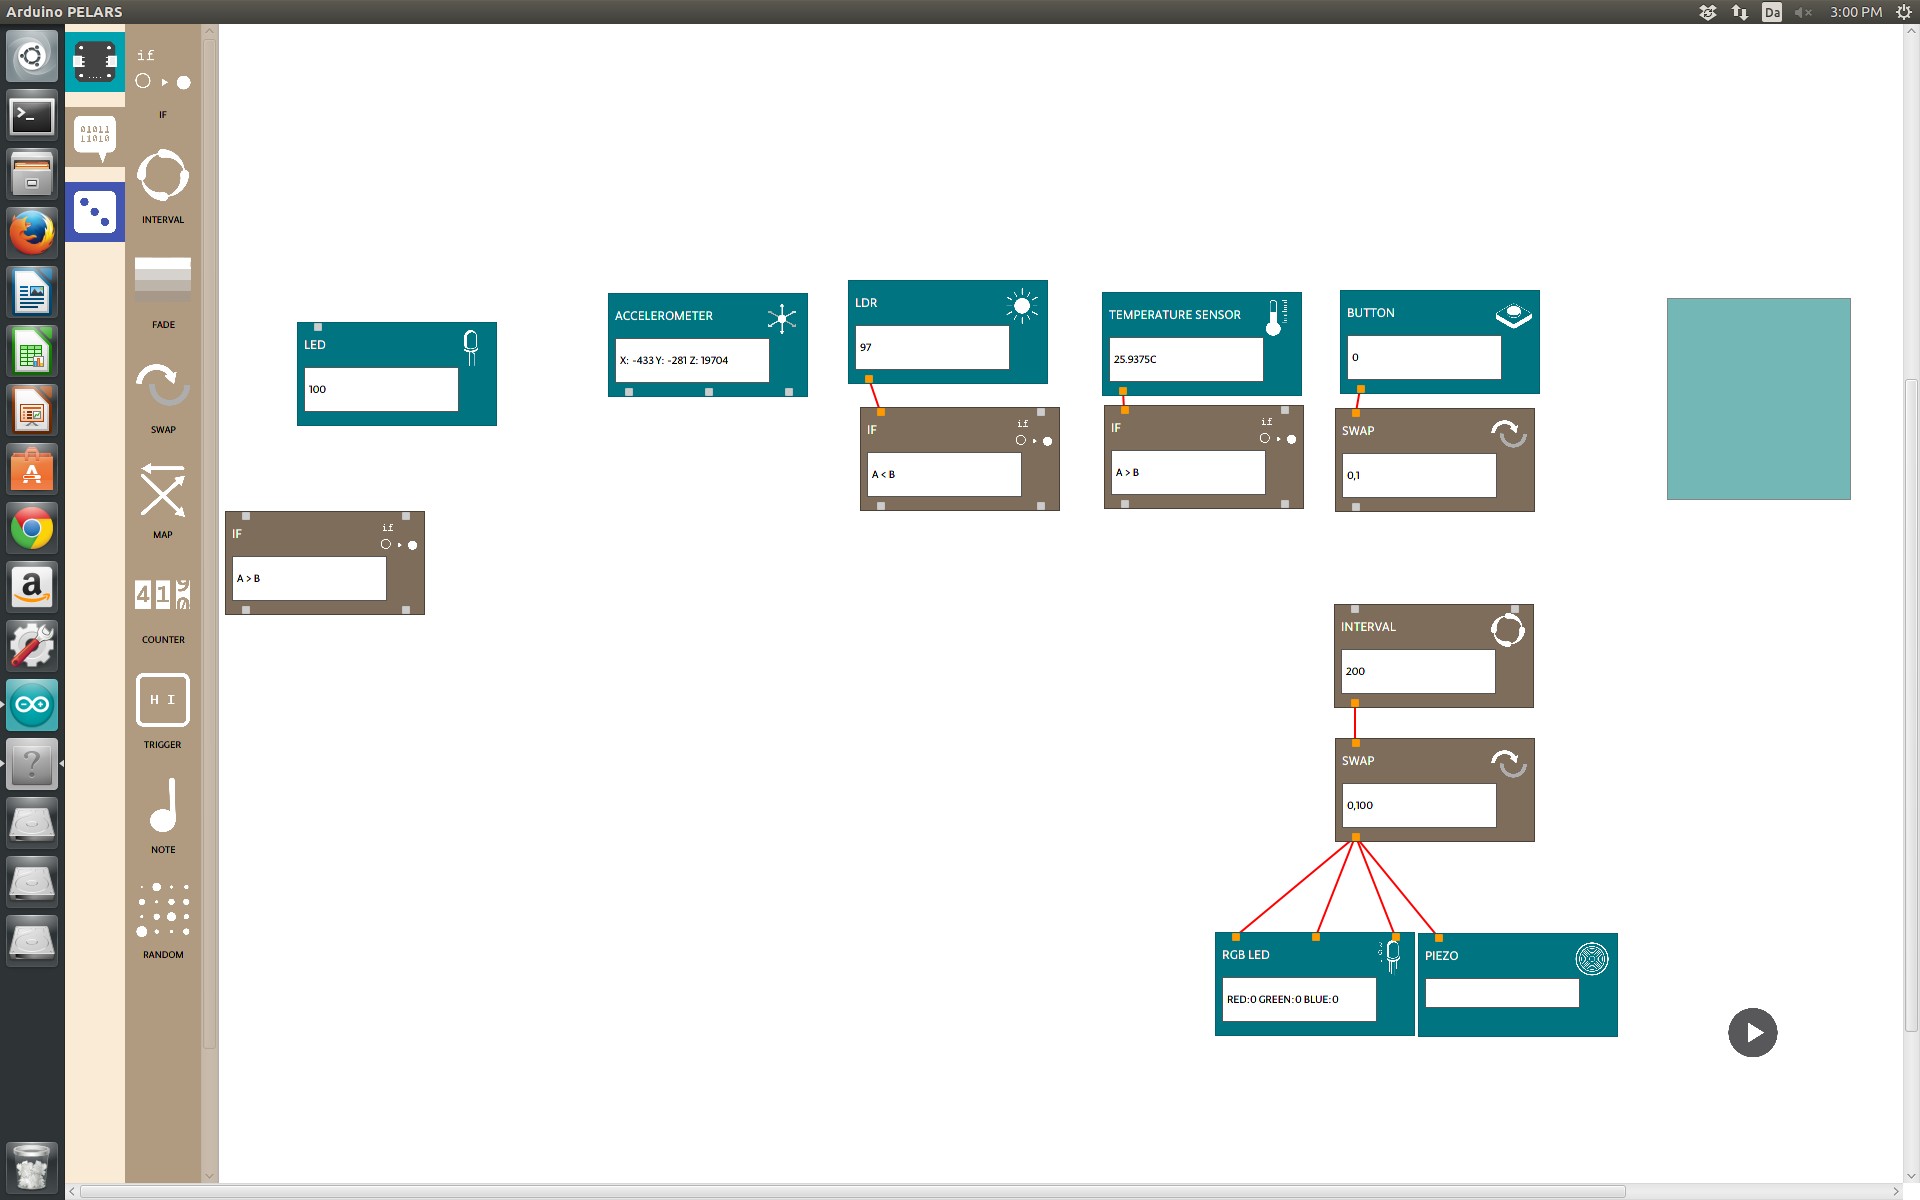 Arduino PELARS
Da
3:00 PM
if
IF
01011
11010
INTERVAL
FADE
SWAP
MAP
COUNTER
H I
TRIGGER
NOTE
RANDOM
LED
100
ACCELEROMETER
X: -433 Y: -281 Z: 19704
LDR
97
TEMPERATURE SENSOR
25.9375C
BUTTON
0
IF
if
A < B
IF
if
A > B
SWAP
0,1
IF
if
A > B
INTERVAL
200
SWAP
0,100
RGB LED
RED:0 GREEN:0 BLUE:0
PIEZO